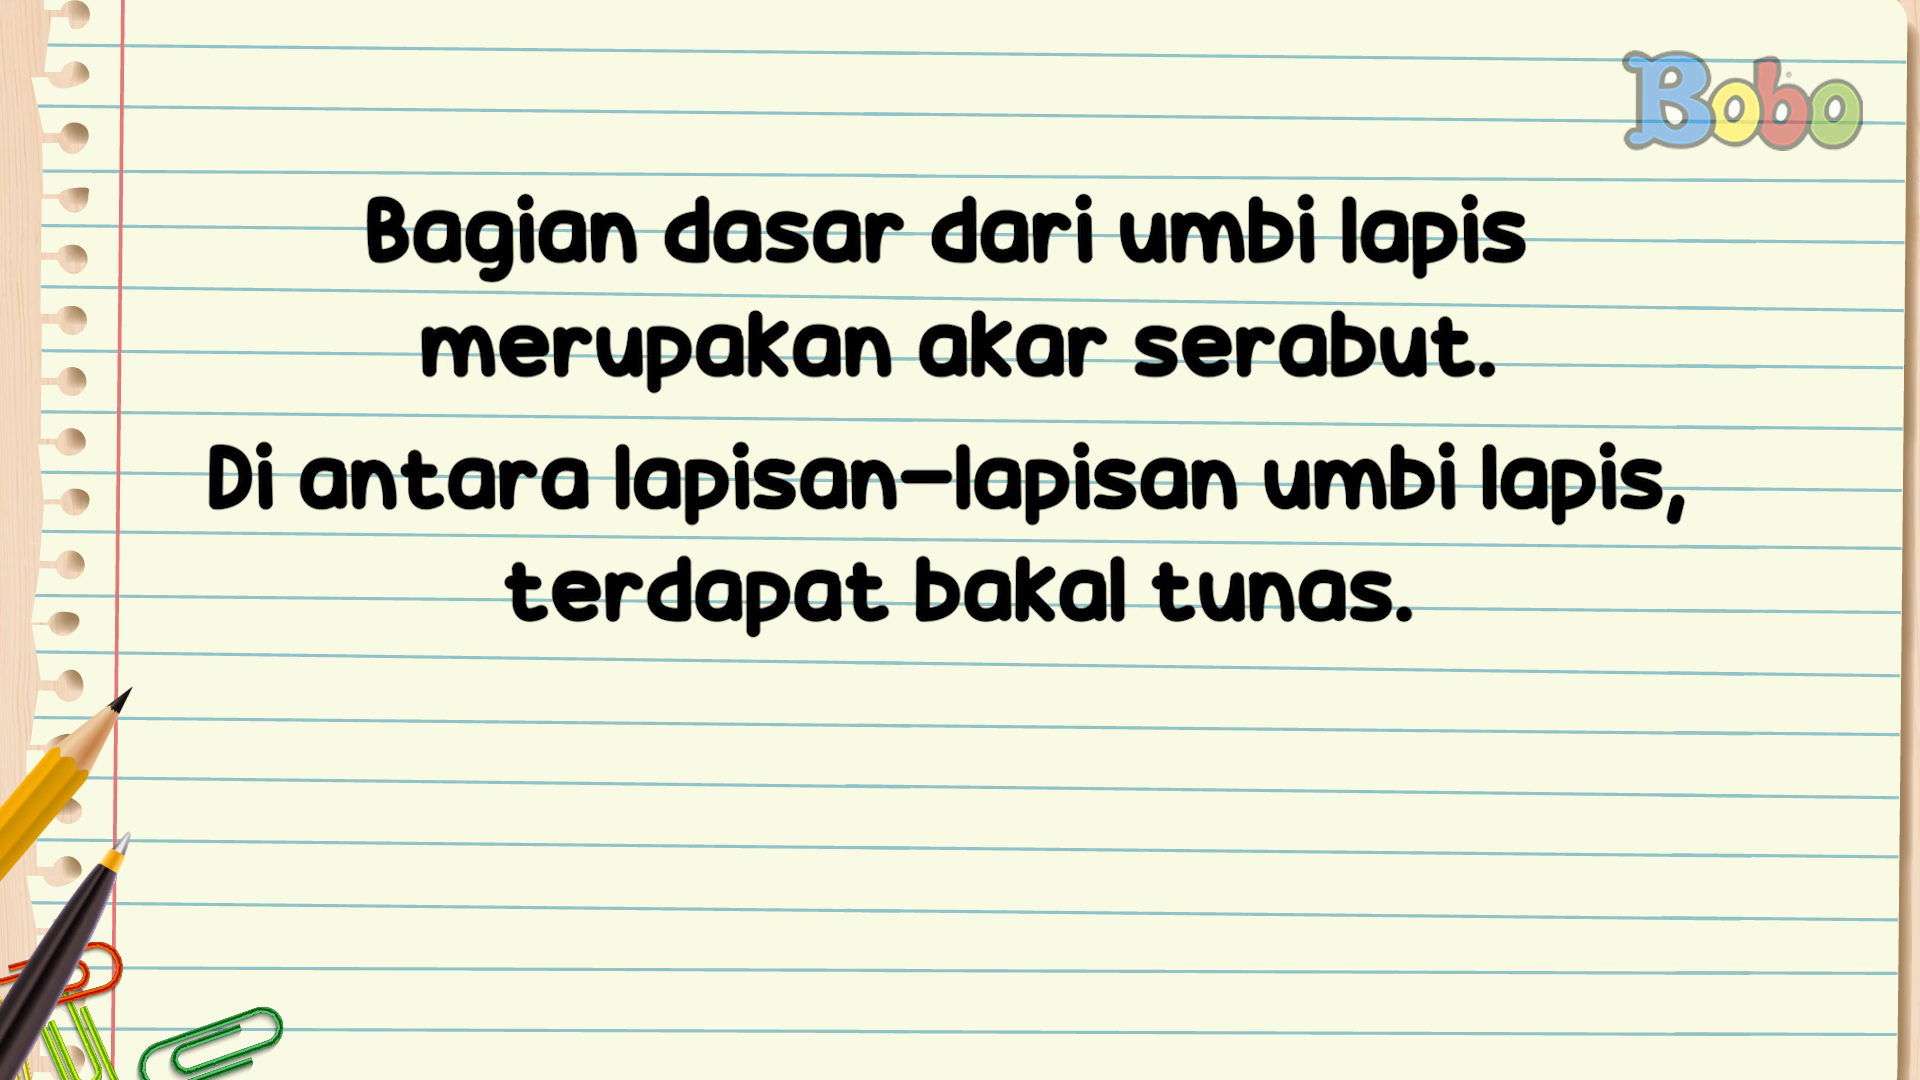 Bobo
Bagian dasar dari umbi lapis
merupakan akar serabut.
Di antara lapisan-lapisan umbi lapis,
terdapat bakal tunas.